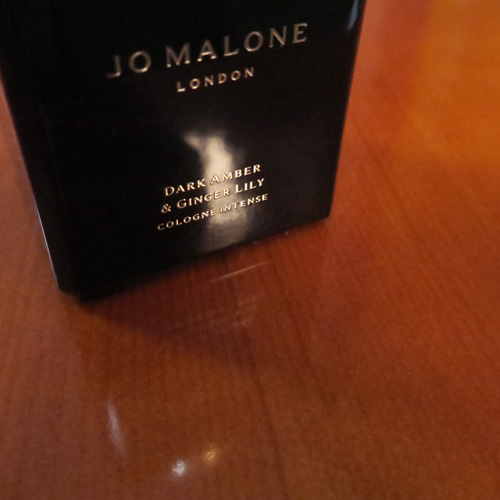 JO MALONE
LONDON
DARK AMBER
& GINGER LILY
COLOGNE INTENSE